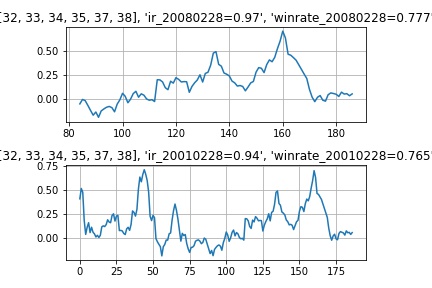 [32, 33, 34, 35, 37, 38], 'ir_20080228=0.97', 'winrate_20080228=0.777'
0.50
0.25
0.00
80 100 120 140 160 180
[32, 33, 34, 35, 37, 38], 'ir_20010228=0.94', 'winrate_20010228=0.765'
0.75
0.50
0.25
0.00
0 25 50 75 100 125 150 175